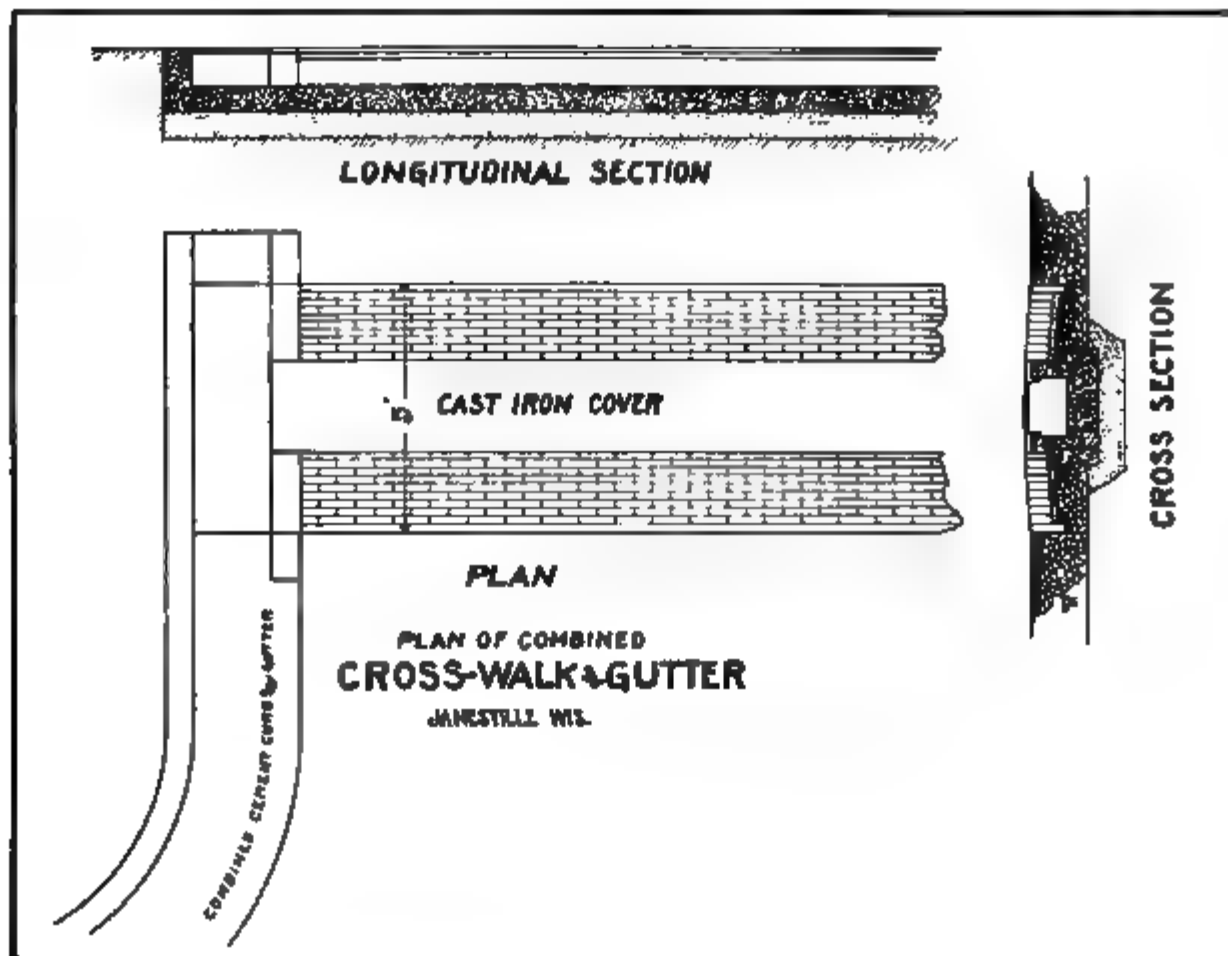 LONGITUDINAL SECTION
CAST IRON COVER
CROSS SECTION
PLAN
PLAN OF COMBINED
CROSS-WALK & GUTTER
JANESVILLE WIS.
COMBINED CEMENT CURB & GUTTER